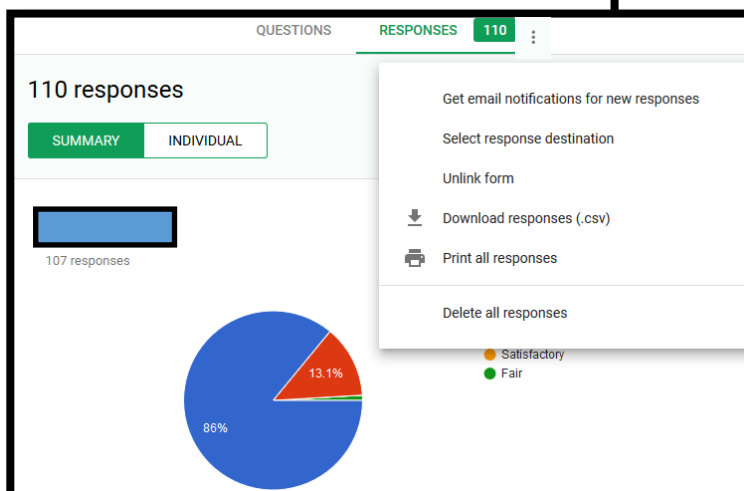 QUESTIONS RESPONSES 110
110 responses
SUMMARY INDIVIDUAL
107 responses
Get email notifications for new responses
Select response destination
Unlink form
Download responses (.csv)
Print all responses
Delete all responses
Satisfactory
Fair
13.1%
86%